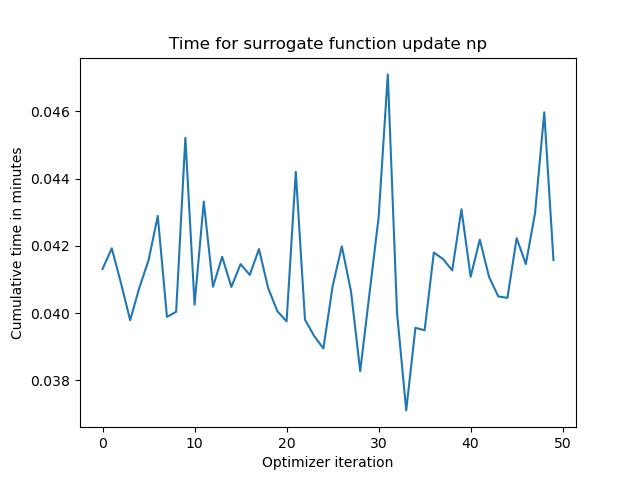 Time for surrogate function update np
Cumulative time in minutes
0.046
0.044
0.042
0.040
0.038
0 10 20 30 40 50
Optimizer iteration